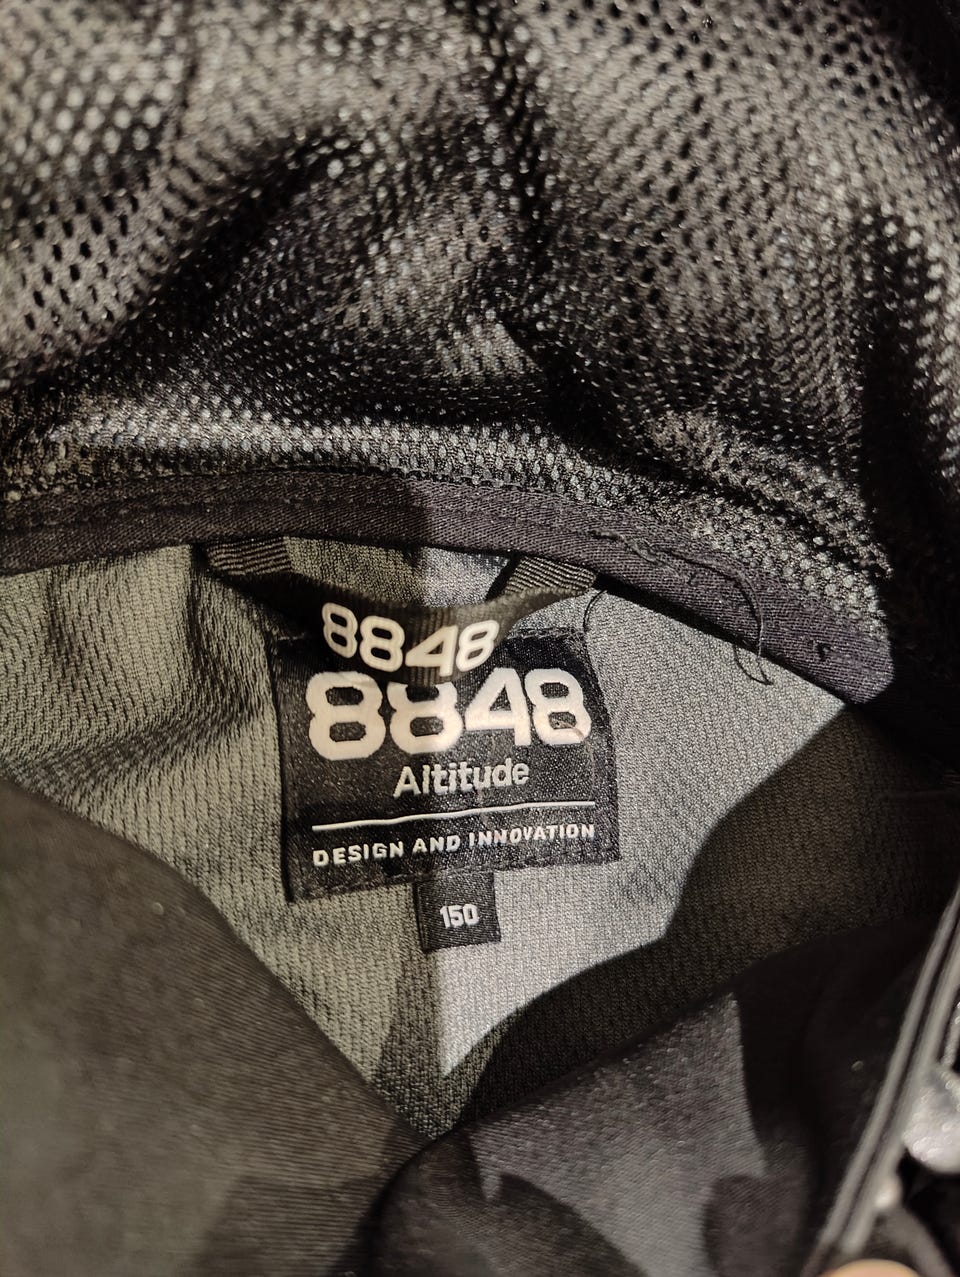 8848
8848
Altitude
DESIGN AND INNOVATION
150